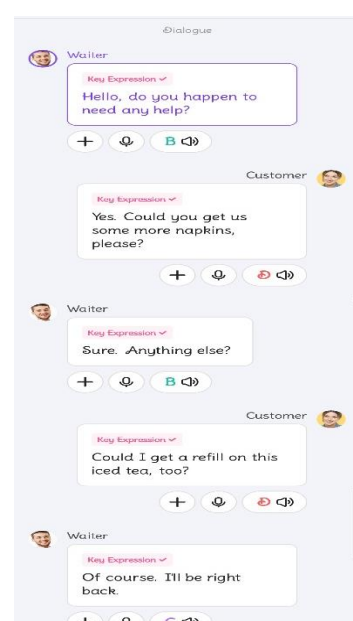 Dialogue
Waiter
Key Expression ✓
Hello, do you happen to
need any help?
B
Customer
Key Expression ✓
Yes. Could you get us
some more napkins,
please?
D
Waiter
Key Expression ✓
Sure. Anything else?
B
Customer
Key Expression ✓
Could I get a refill on this
iced tea, too?
D
Waiter
Key Expression ✓
Of course. I'll be right
back.